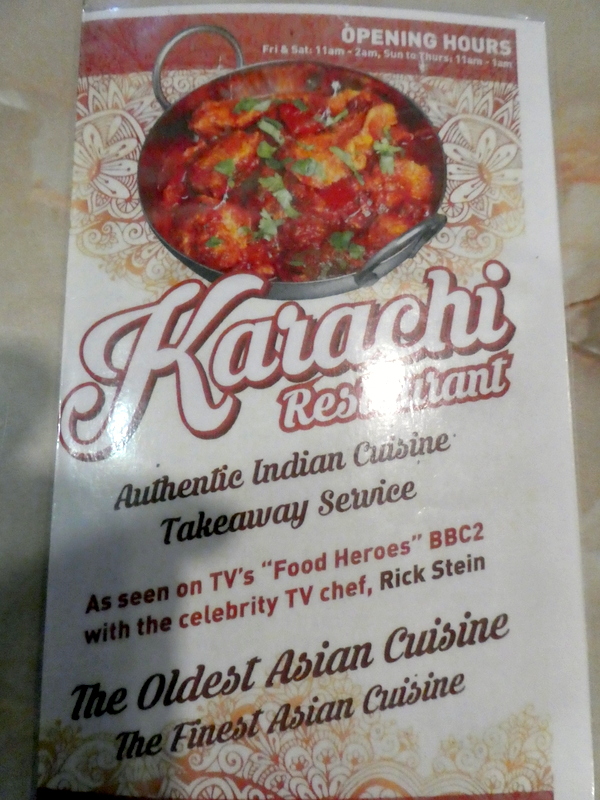 OPENING HOURS
Fri & Sat: 11am - 2am, Sun to Thurs: 11am - 1am
Karachi
Restaurant
Authentic Indian Cuisine
Takeaway Service
As seen on TV's "Food Heroes" BBC2
with the celebrity TV chef, Rick Stein
The Oldest Asian Cuisine
The Finest Asian Cuisine